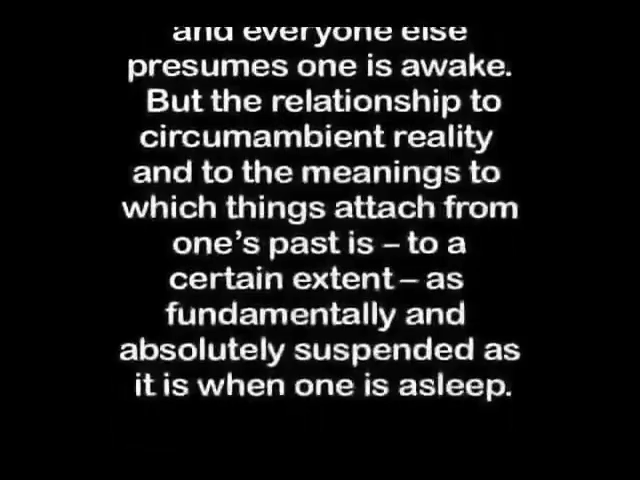 and everyone else
presumes one is awake.
But the relationship to
circumambient reality
and to the meanings to
which things attach from
one's past is – to a
certain extent – as
fundamentally and
absolutely suspended as
it is when one is asleep.